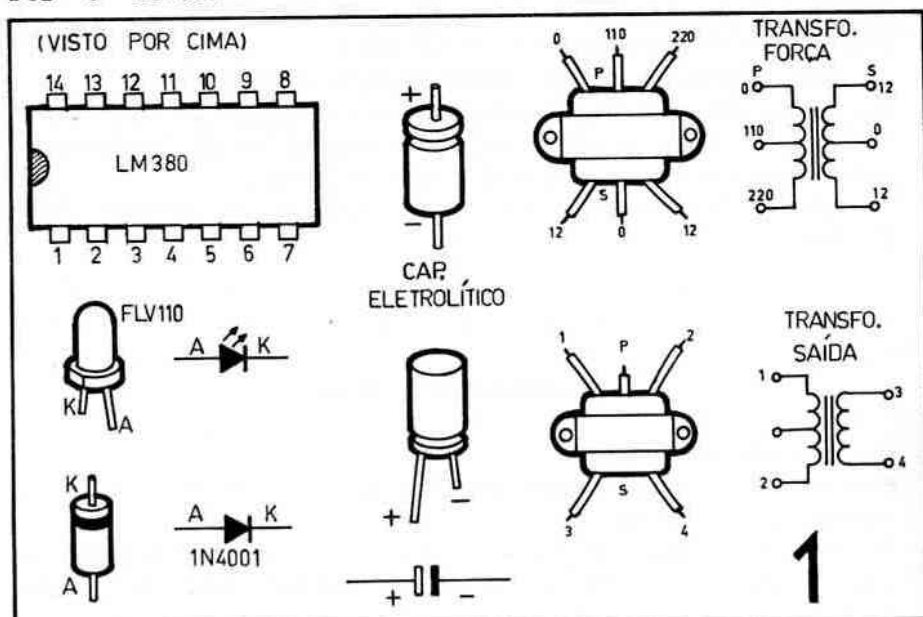 (VISTO POR CIMA)
14 13 12 11 10 9 8
LM380
1 2 3 4 5 6 7
FLV110
A K
K
A
K
A K
1N4001
A
+
-
CAP.
ELETROLÍTICO
+ -
+ -
0 110 220
P
S
12 0 12
TRANSFO.
FORÇA
P S
0 12
110 0
220 12
1 P 2
S
3 4
TRANSFO.
SAÍDA
1 3
2 4
1